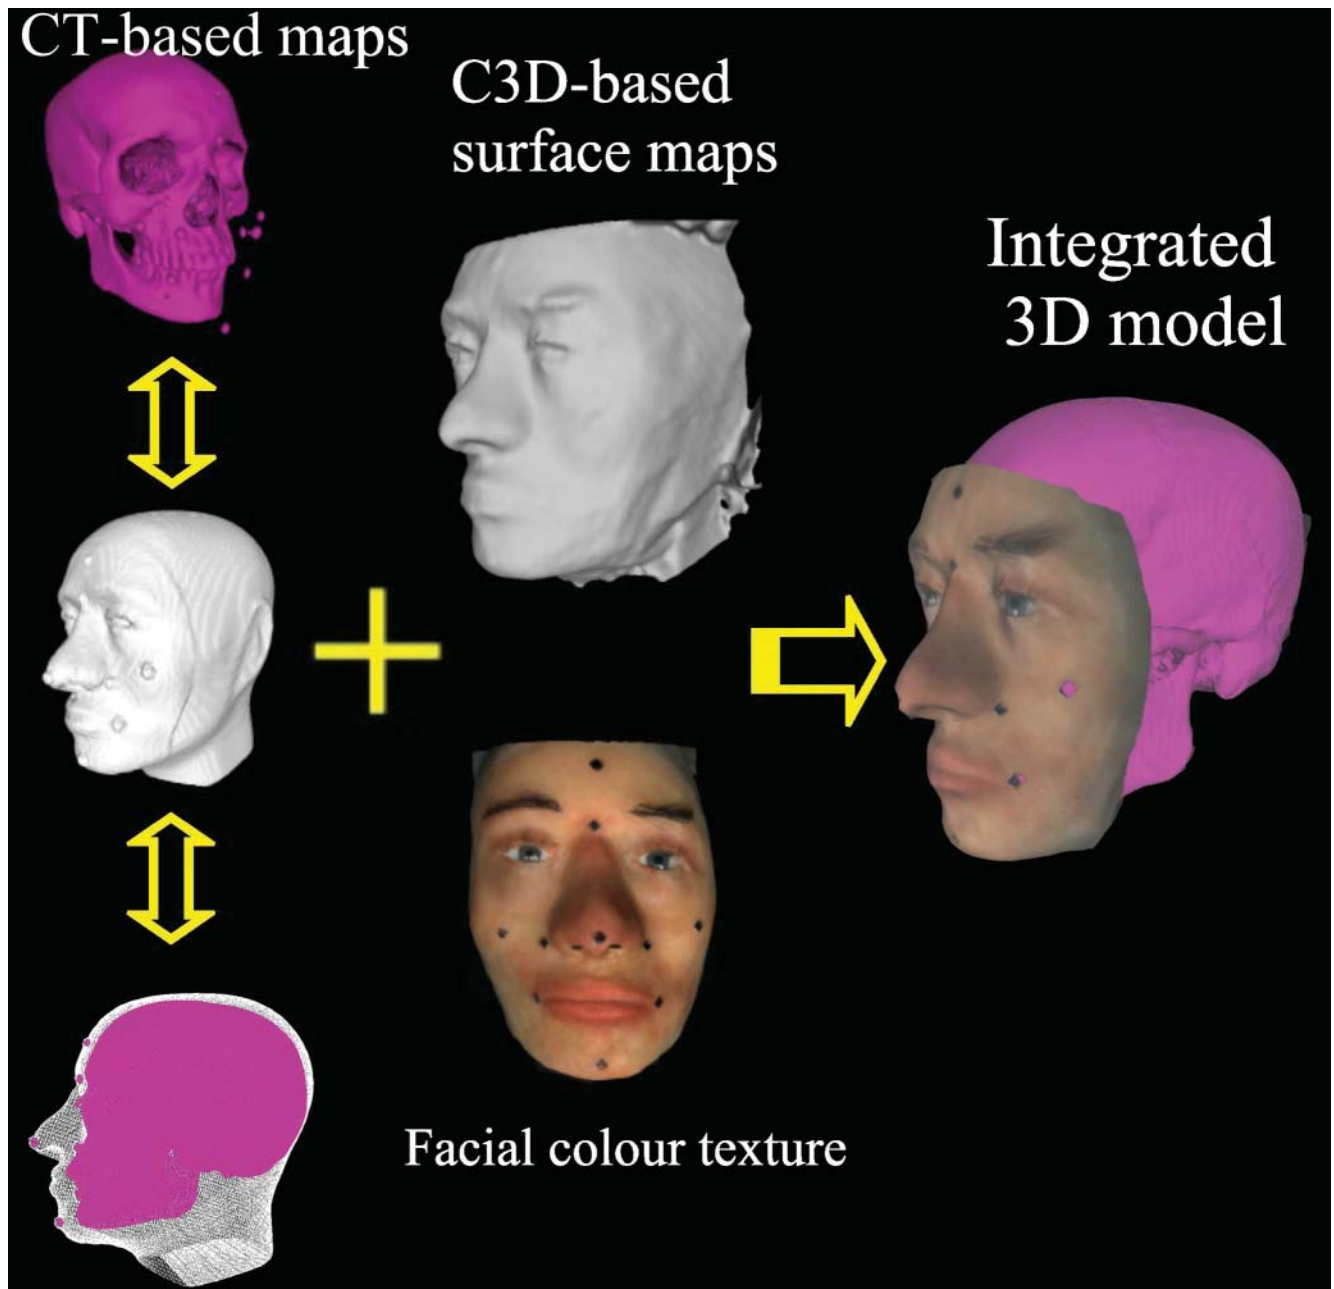 CT-based maps
C3D-based
surface maps
Integrated
3D model
Facial colour texture